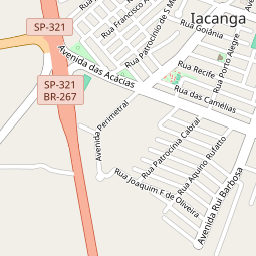 Iacanga
SP-321
Rua Francisco A
Rua Patrocínio de S M
Rua Goiânia
Rua Porto Alegre
Avenida das Acácias
Rua Recife
SP-321
BR-267
Rua das Camélias
Avenida Perimetral
Rua Patrocínia Cabral
Rua Aquino Rufatto
Ruz Joaquim F. de Oliveira
Avenida Rui Barbosa